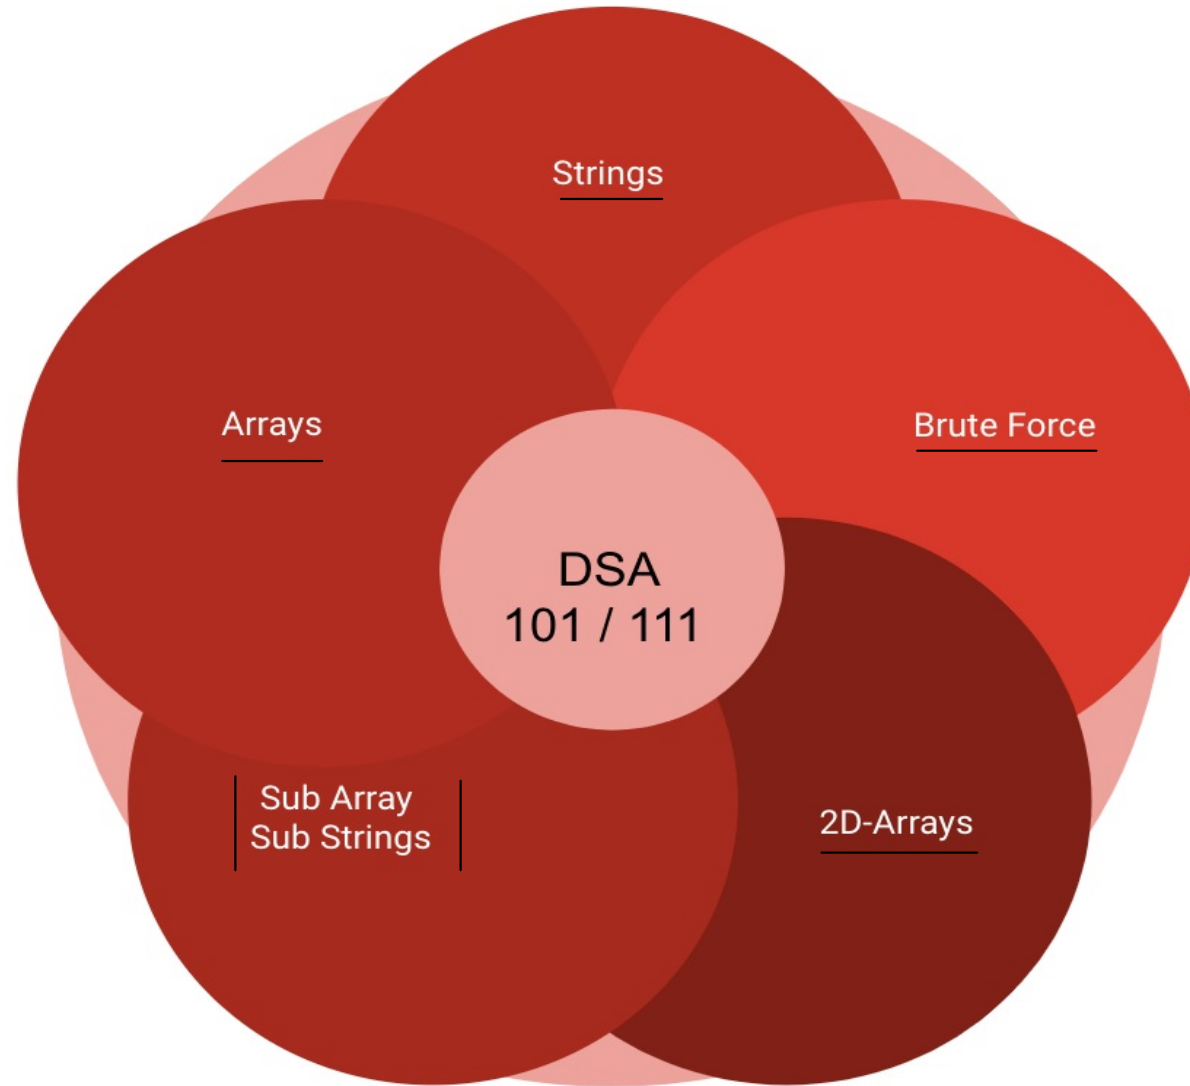 Strings
Arrays
Brute Force
DSA
101 / 111
Sub Array
Sub Strings
2D-Arrays